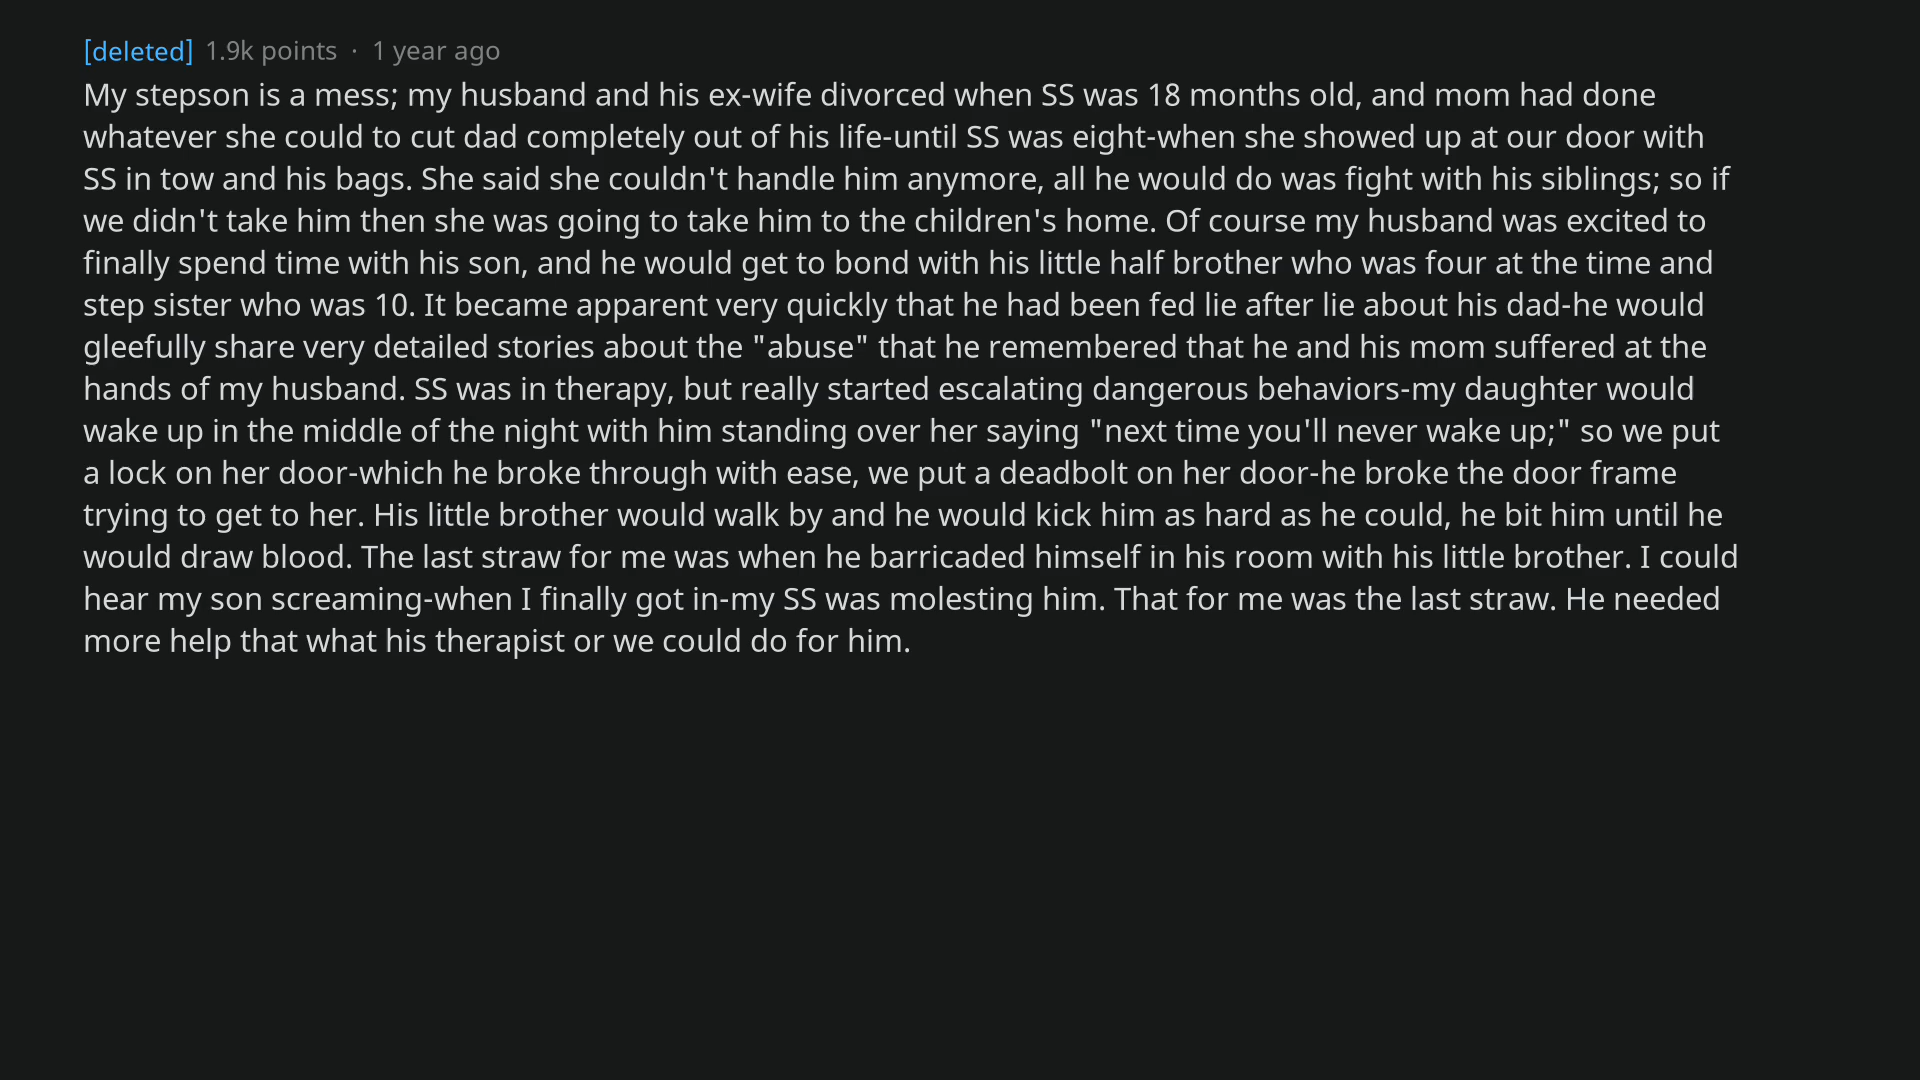 [deleted] 1.9k points · 1 year ago
My stepson is a mess; my husband and his ex-wife divorced when SS was 18 months old, and mom had done
whatever she could to cut dad completely out of his life-until SS was eight-when she showed up at our door with
SS in tow and his bags. She said she couldn't handle him anymore, all he would do was fight with his siblings; so if
we didn't take him then she was going to take him to the children's home. Of course my husband was excited to
finally spend time with his son, and he would get to bond with his little half brother who was four at the time and
step sister who was 10. It became apparent very quickly that he had been fed lie after lie about his dad-he would
gleefully share very detailed stories about the "abuse" that he remembered that he and his mom suffered at the
hands of my husband. SS was in therapy, but really started escalating dangerous behaviors-my daughter would
wake up in the middle of the night with him standing over her saying "next time you'll never wake up;" so we put
a lock on her door-which he broke through with ease, we put a deadbolt on her door-he broke the door frame
trying to get to her. His little brother would walk by and he would kick him as hard as he could, he bit him until he
would draw blood. The last straw for me was when he barricaded himself in his room with his little brother. I could
hear my son screaming-when I finally got in-my SS was molesting him. That for me was the last straw. He needed
more help that what his therapist or we could do for him.